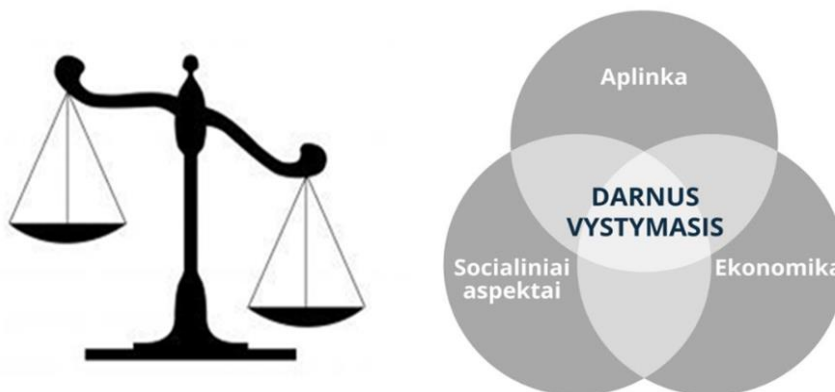 Aplinka
DARNUS
VYSTYMASIS
Socialiniai
aspektai
Ekonomika